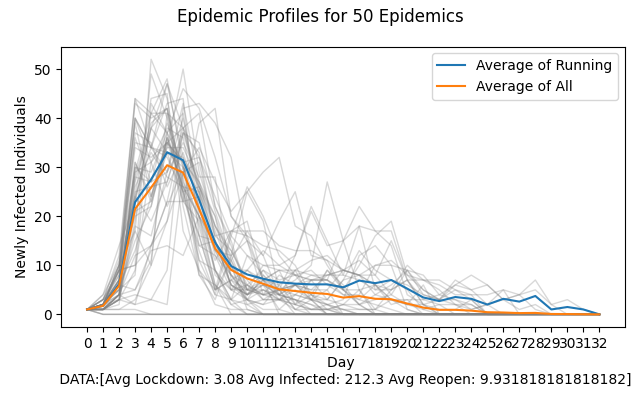 Epidemic Profiles for 50 Epidemics
Average of Running
Average of All
Newly Infected Individuals
50
40
30
20
10
0
0 1 2 3 4 5 6 7 8 9 10 11 12 13 14 15 16 17 18 19 20 21 22 23 24 25 26 27 28 29 30 31 32
Day
DATA:[Avg Lockdown: 3.08 Avg Infected: 212.3 Avg Reopen: 9.931818181818182]